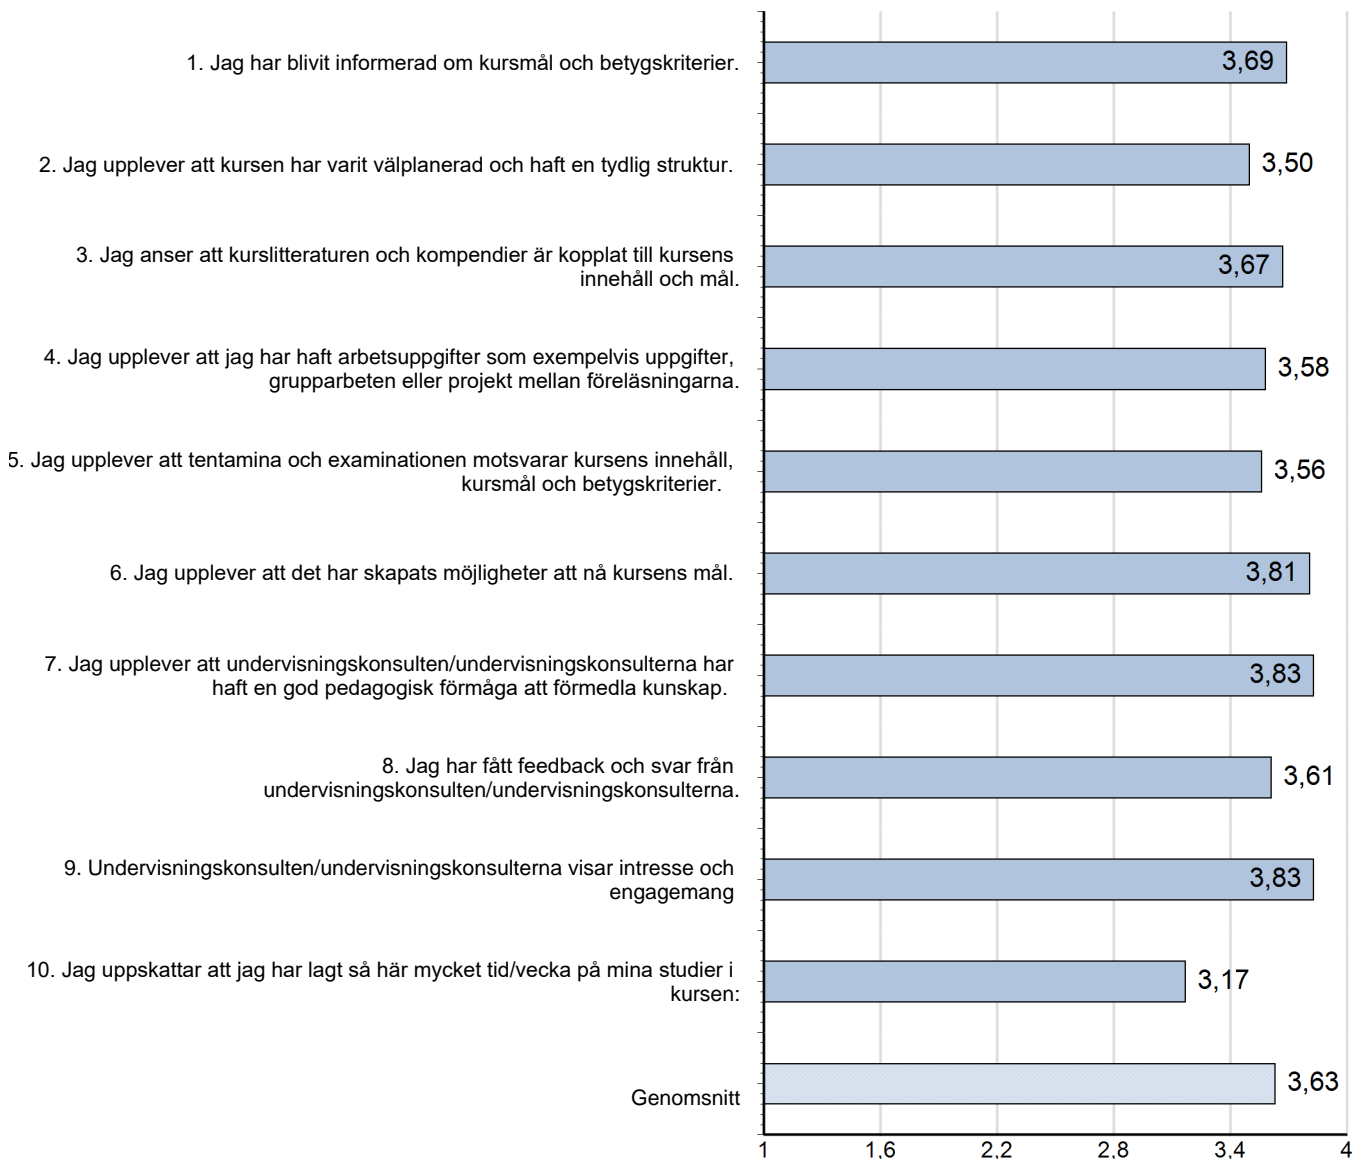 1. Jag har blivit informerad om kursmål och betygskriterier.
3,69
2. Jag upplever att kursen har varit välplanerad och haft en tydlig struktur.
3,50
3. Jag anser att kurslitteraturen och kompendier är kopplat till kursens
innehåll och mål.
3,67
4. Jag upplever att jag har haft arbetsuppgifter som exempelvis uppgifter,
grupparbeten eller projekt mellan föreläsningarna.
3,58
5. Jag upplever att tentamina och examinationen motsvarar kursens innehåll,
kursmål och betygskriterier.
3,56
6. Jag upplever att det har skapats möjligheter att nå kursens mål.
3,81
7. Jag upplever att undervisningskonsulten/undervisningskonsulterna har
haft en god pedagogisk förmåga att förmedla kunskap.
3,83
8. Jag har fått feedback och svar från
undervisningskonsulten/undervisningskonsulterna.
3,61
9. Undervisningskonsulten/undervisningskonsulterna visar intresse och
engagemang
3,83
10. Jag uppskattar att jag har lagt så här mycket tid/vecka på mina studier i
kursen:
3,17
Genomsnitt
3,63
1 1,6 2,2 2,8 3,4 4